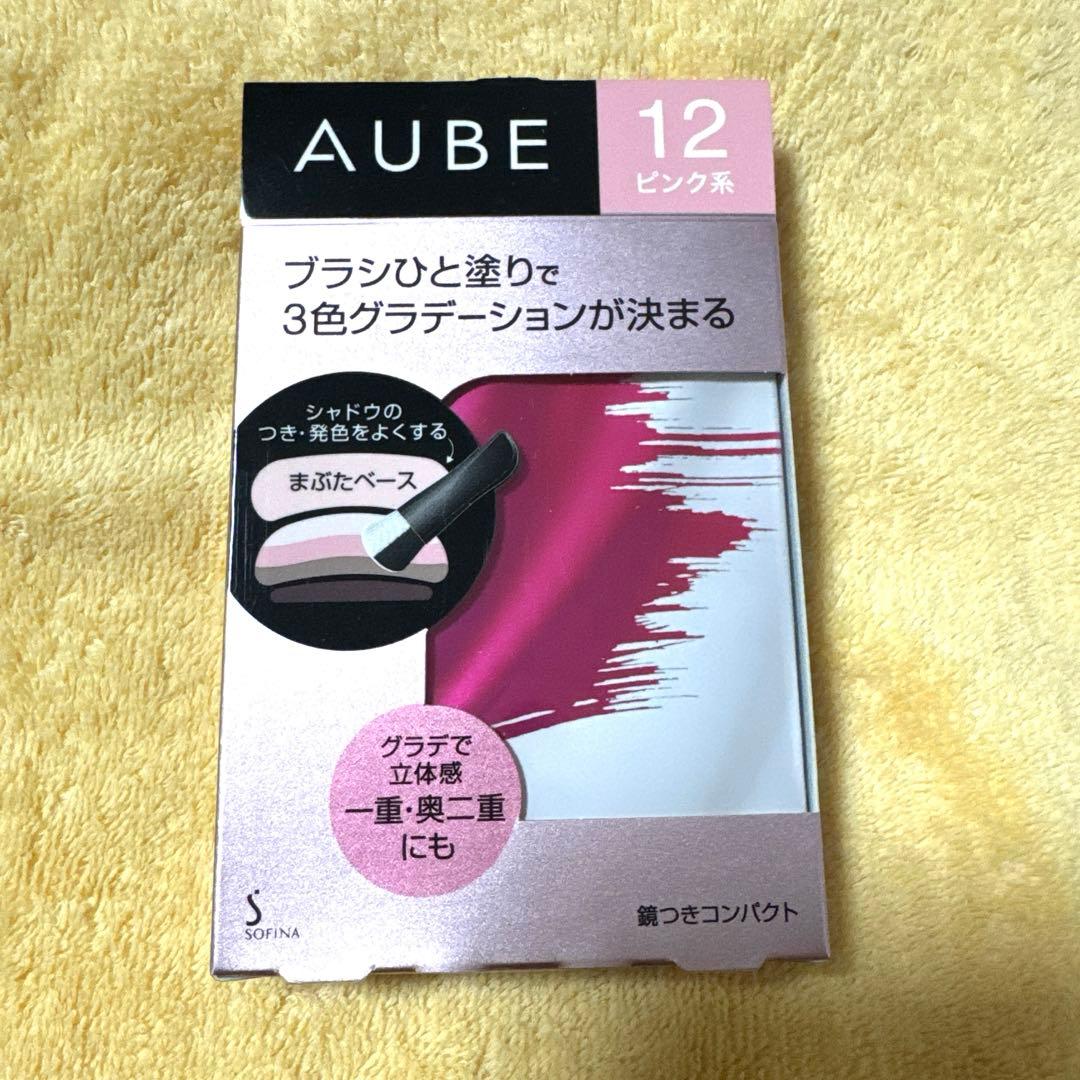 AUBE
12
ピンク系
ブラシひと塗りで
3色グラデーションが決まる
シャドウの
つき・発色をよくする
まぶたベース
グラデで
立体感
一重・奥二重
にも
SOFINA
鏡つきコンパクト